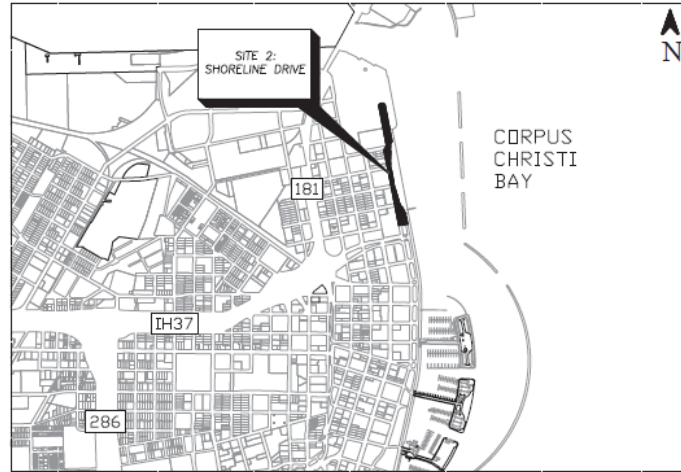 SITE 2:
SHORELINE DRIVE
N
CORPUS
CHRISTI
BAY
181
IH37
286